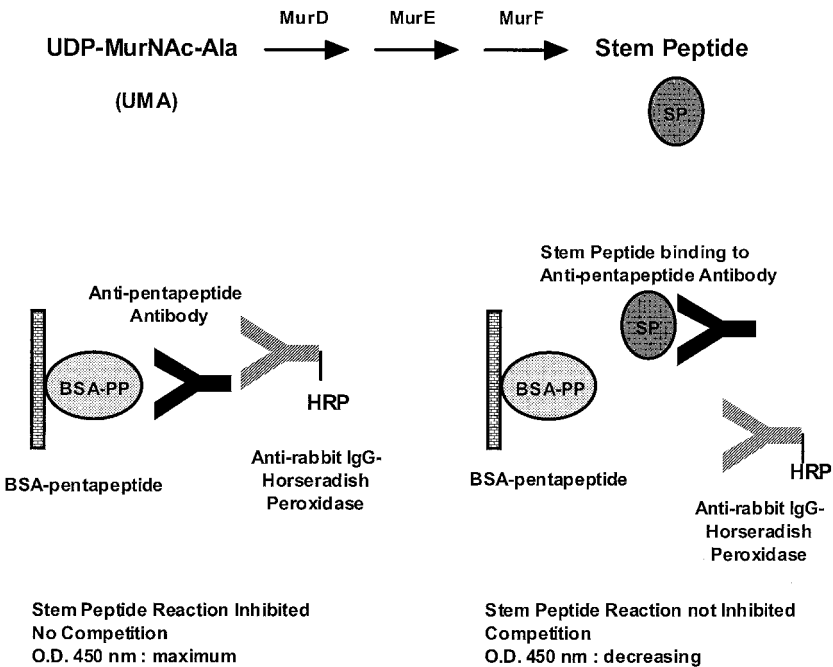 MurD MurE MurF
UDP-MurNAc-Ala Stem Peptide
(UMA)
SP
Anti-pentapeptide
Antibody
BSA-PP
HRP
BSA-pentapeptide
Anti-rabbit IgG-
Horseradish
Peroxidase
Stem Peptide Reaction Inhibited
No Competition
O.D. 450 nm : maximum
Stem Peptide binding to
Anti-pentapeptide Antibody
SP
BSA-PP
HRP
BSA-pentapeptide
Anti-rabbit IgG-
Horseradish
Peroxidase
Stem Peptide Reaction not Inhibited
Competition
O.D. 450 nm : decreasing